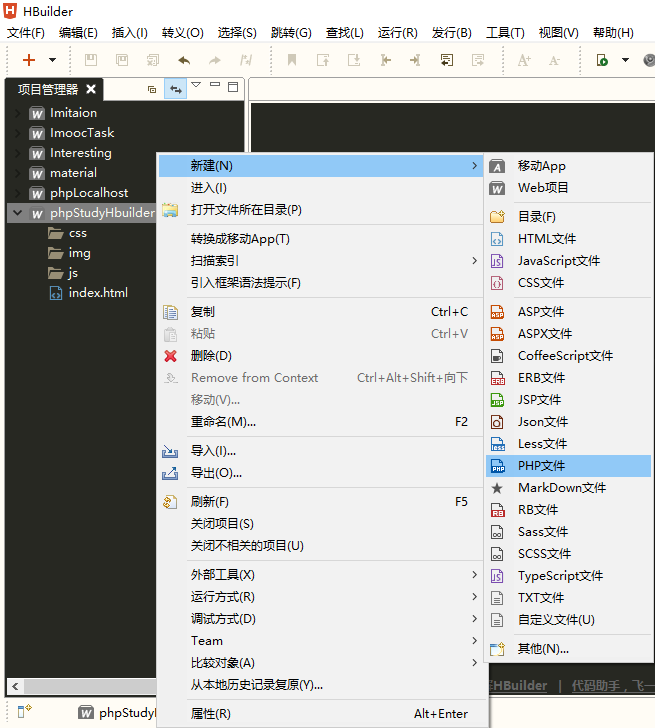 HBuilder
文件(F) 编辑(E) 插入(I) 转义(O) 选择(S) 跳转(G) 查找(L) 运行(R) 发行(B) 工具(T) 视图(V) 帮助(H)
项目管理器
Imitaion
ImoocTask
Interesting
material
phpLocalhost
phpStudyHbuilder
css
img
js
index.html
新建(N)
进入(I)
打开文件所在目录(P)
转换成移动App(T)
扫描索引
引入框架语法提示(F)
复制 Ctrl+C
粘贴 Ctrl+V
删除(D)
Remove from Context Ctrl+Alt+Shift+向下
移动(V)...
重命名(M)... F2
导入(I)...
导出(O)...
刷新(F) F5
关闭项目(S)
关闭不相关的项目(U)
外部工具(X)
运行方式(R)
调试方式(D)
Team
比较对象(A)
从本地历史记录复原(Y)...
属性(R) Alt+Enter
移动App
Web项目
目录(F)
HTML文件
JavaScript文件
CSS文件
ASP文件
ASPX文件
CoffeeScript文件
ERB文件
JSP文件
Json文件
Less文件
PHP文件
MarkDown文件
RB文件
Sass文件
SCSS文件
TypeScript文件
TXT文件
自定义文件(U)
其他(N)...
HBuilder | 代码助手，飞一
phpStudy